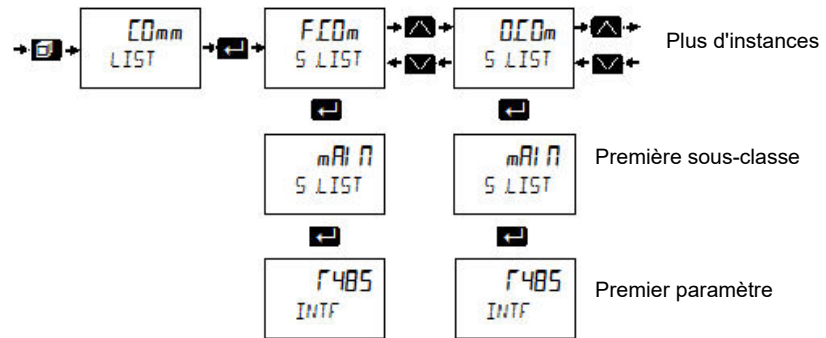 COmm
LIST
F.COm
S.LIST
O.COm
S.LIST
Plus d'instances
mAIN
S.LIST
mAIN
S.LIST
Première sous-classe
r485
INTF
r485
INTF
Premier paramètre